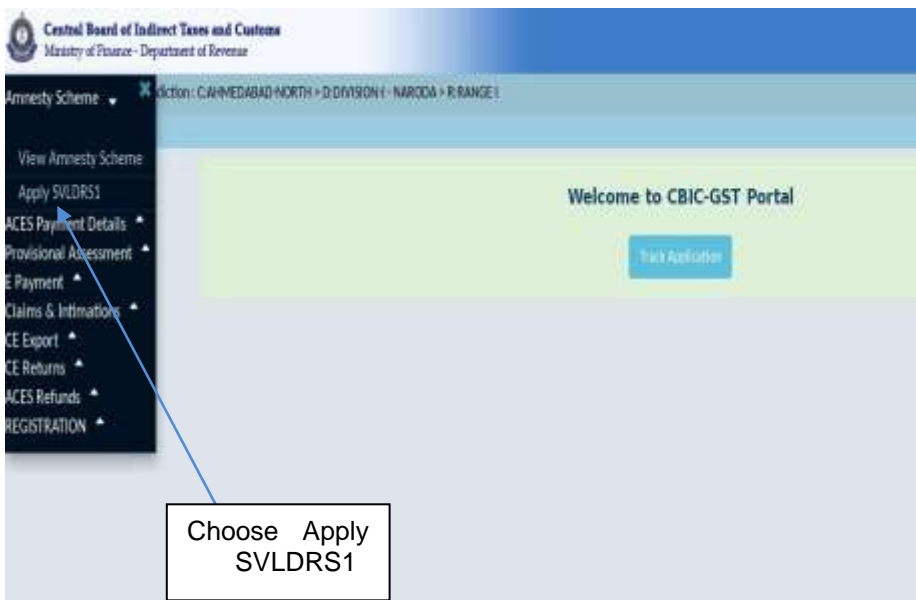 Central Board of Indirect Taxes and Customs
Ministry of Finance - Department of Revenue
Amnesty Scheme
diction : C:AHMEDABAD-NORTH > D:DIVISION-I - NARODA > R:RANGE I
View Amnesty Scheme
Apply SVLDRS1
ACES Payment Details
Provisional Assessment
E Payment
Claims & Intimations
CE Export
CE Returns
ACES Refunds
REGISTRATION
Welcome to CBIC-GST Portal
Track Application
Choose Apply
SVLDRS1